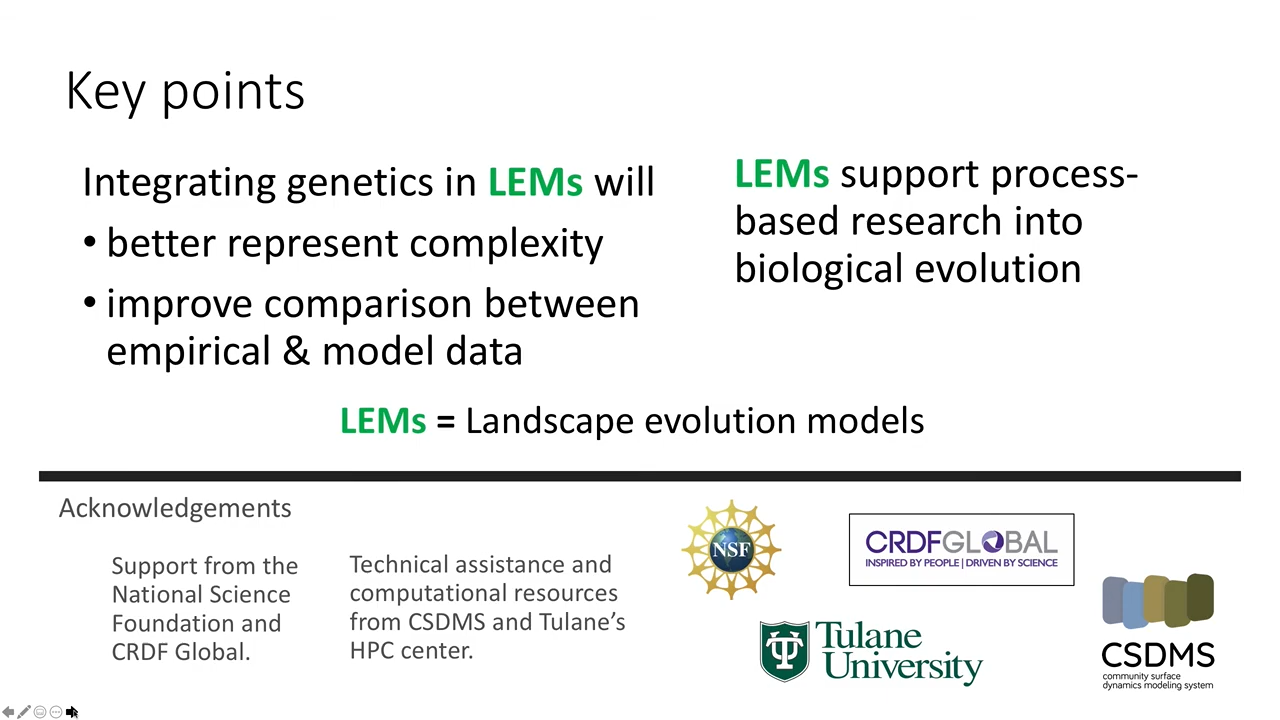 Key points
Integrating genetics in LEMs will
• better represent complexity
• improve comparison between
empirical & model data
LEMs support process-
based research into
biological evolution
LEMs = Landscape evolution models
Acknowledgements
Support from the
National Science
Foundation and
CRDF Global.
Technical assistance and
computational resources
from CSDMS and Tulane’s
HPC center.
NSF
CRDFGLOBAL
INSPIRED BY PEOPLE | DRIVEN BY SCIENCE
Tulane
University
CSDMS
community surface
dynamics modeling system